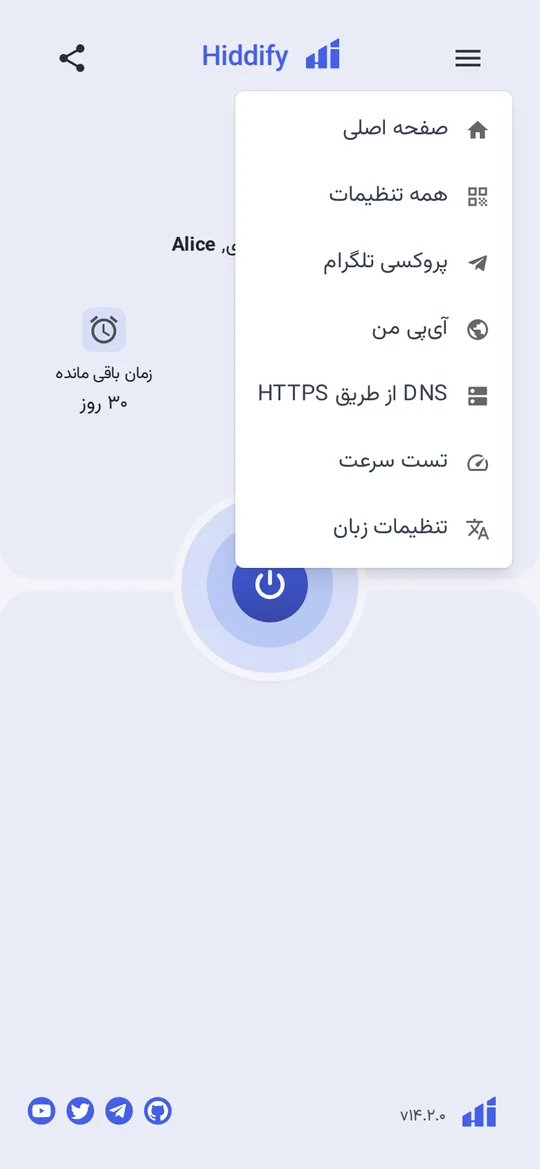 Hiddify
صفحه اصلی
همه تنظیمات
پروکسی تلگرام
آی‌پی من
DNS از طریق HTTPS
تست سرعت
تنظیمات زبان
Alice
زمان باقی مانده
۳۰ روز
v۱۴.۲.۰